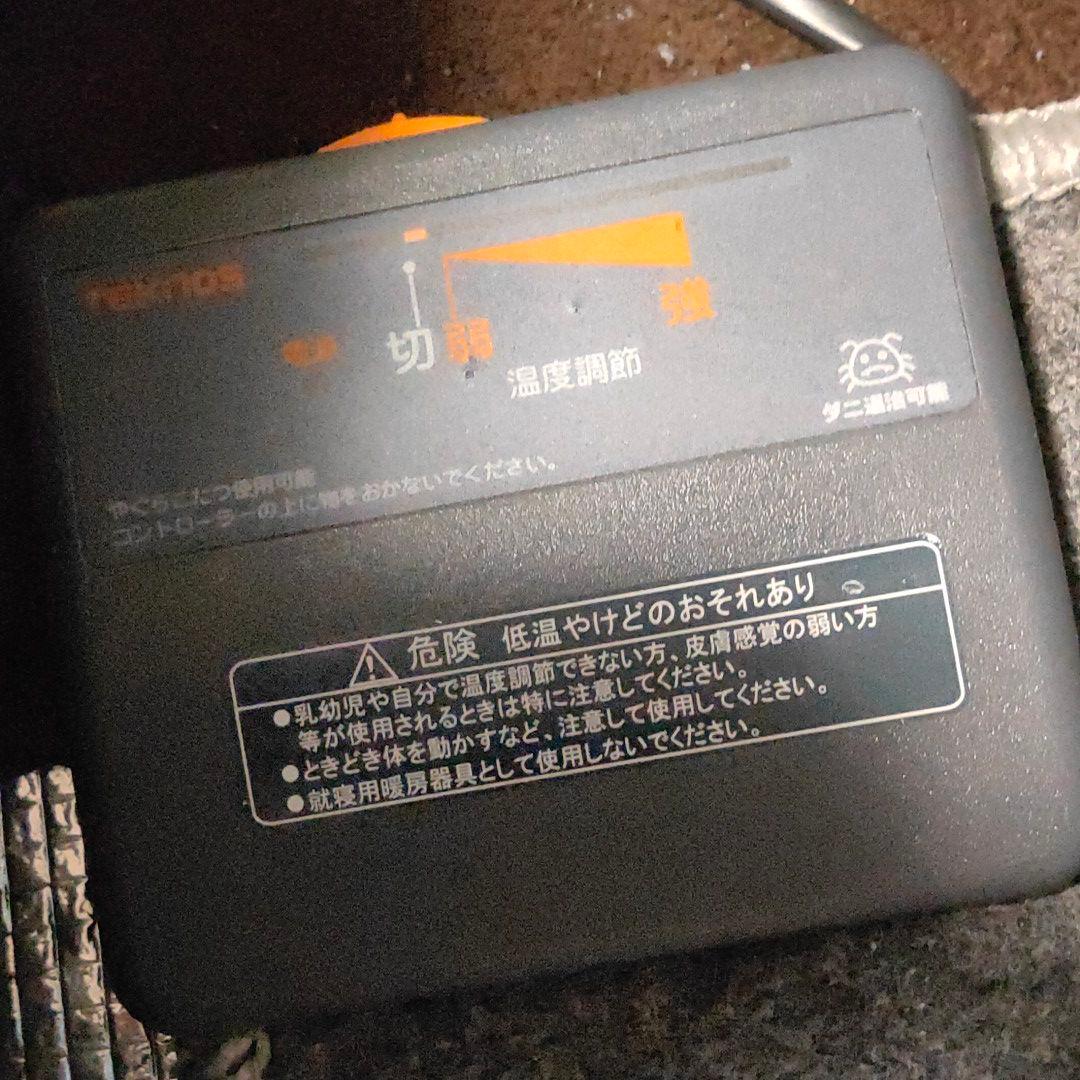 TEKNOS
切 弱 強
温度調節
ダニ退治可能
やぐらこたつ使用可能
コントローラーの上に物をおかないでください。
危険 低温やけどのおそれあり
●乳幼児や自分で温度調節できない方、皮膚感覚の弱い方
等が使用されるときは特に注意してください。
●ときどき体を動かすなど、注意して使用してください。
●就寝用暖房器具として使用しないでください。